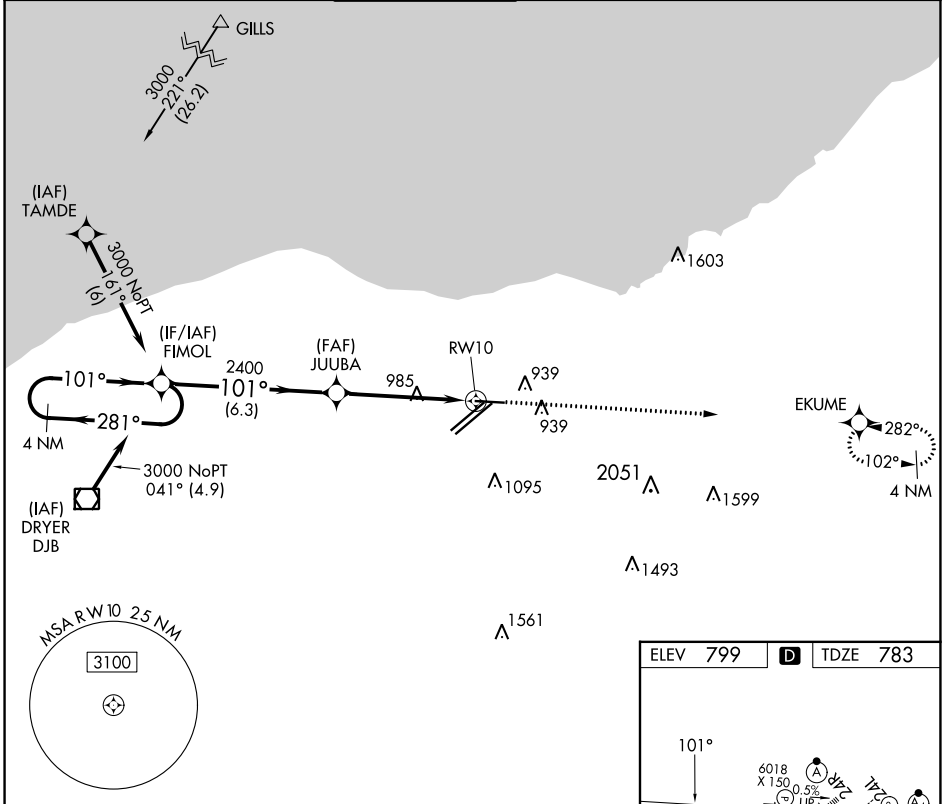 GILLS
3000
221°
(26.2)
(IAF)
TAMDE
3000 NoPT
161°
(6)
1603
(IF/IAF)
FIMOL
2400
101°
(6.3)
(FAF)
JUUBA
985
RW10
939
939
101°
281°
4 NM
EKUME
282°
102°
4 NM
3000 NoPT
041° (4.9)
(IAF)
DRYER
DJB
1095
2051
1599
1493
1561
MSA RW10 25 NM
3100
ELEV 799 D TDZE 783
101°
6018
X 150
0.5%
UP
A
P
24R
24L